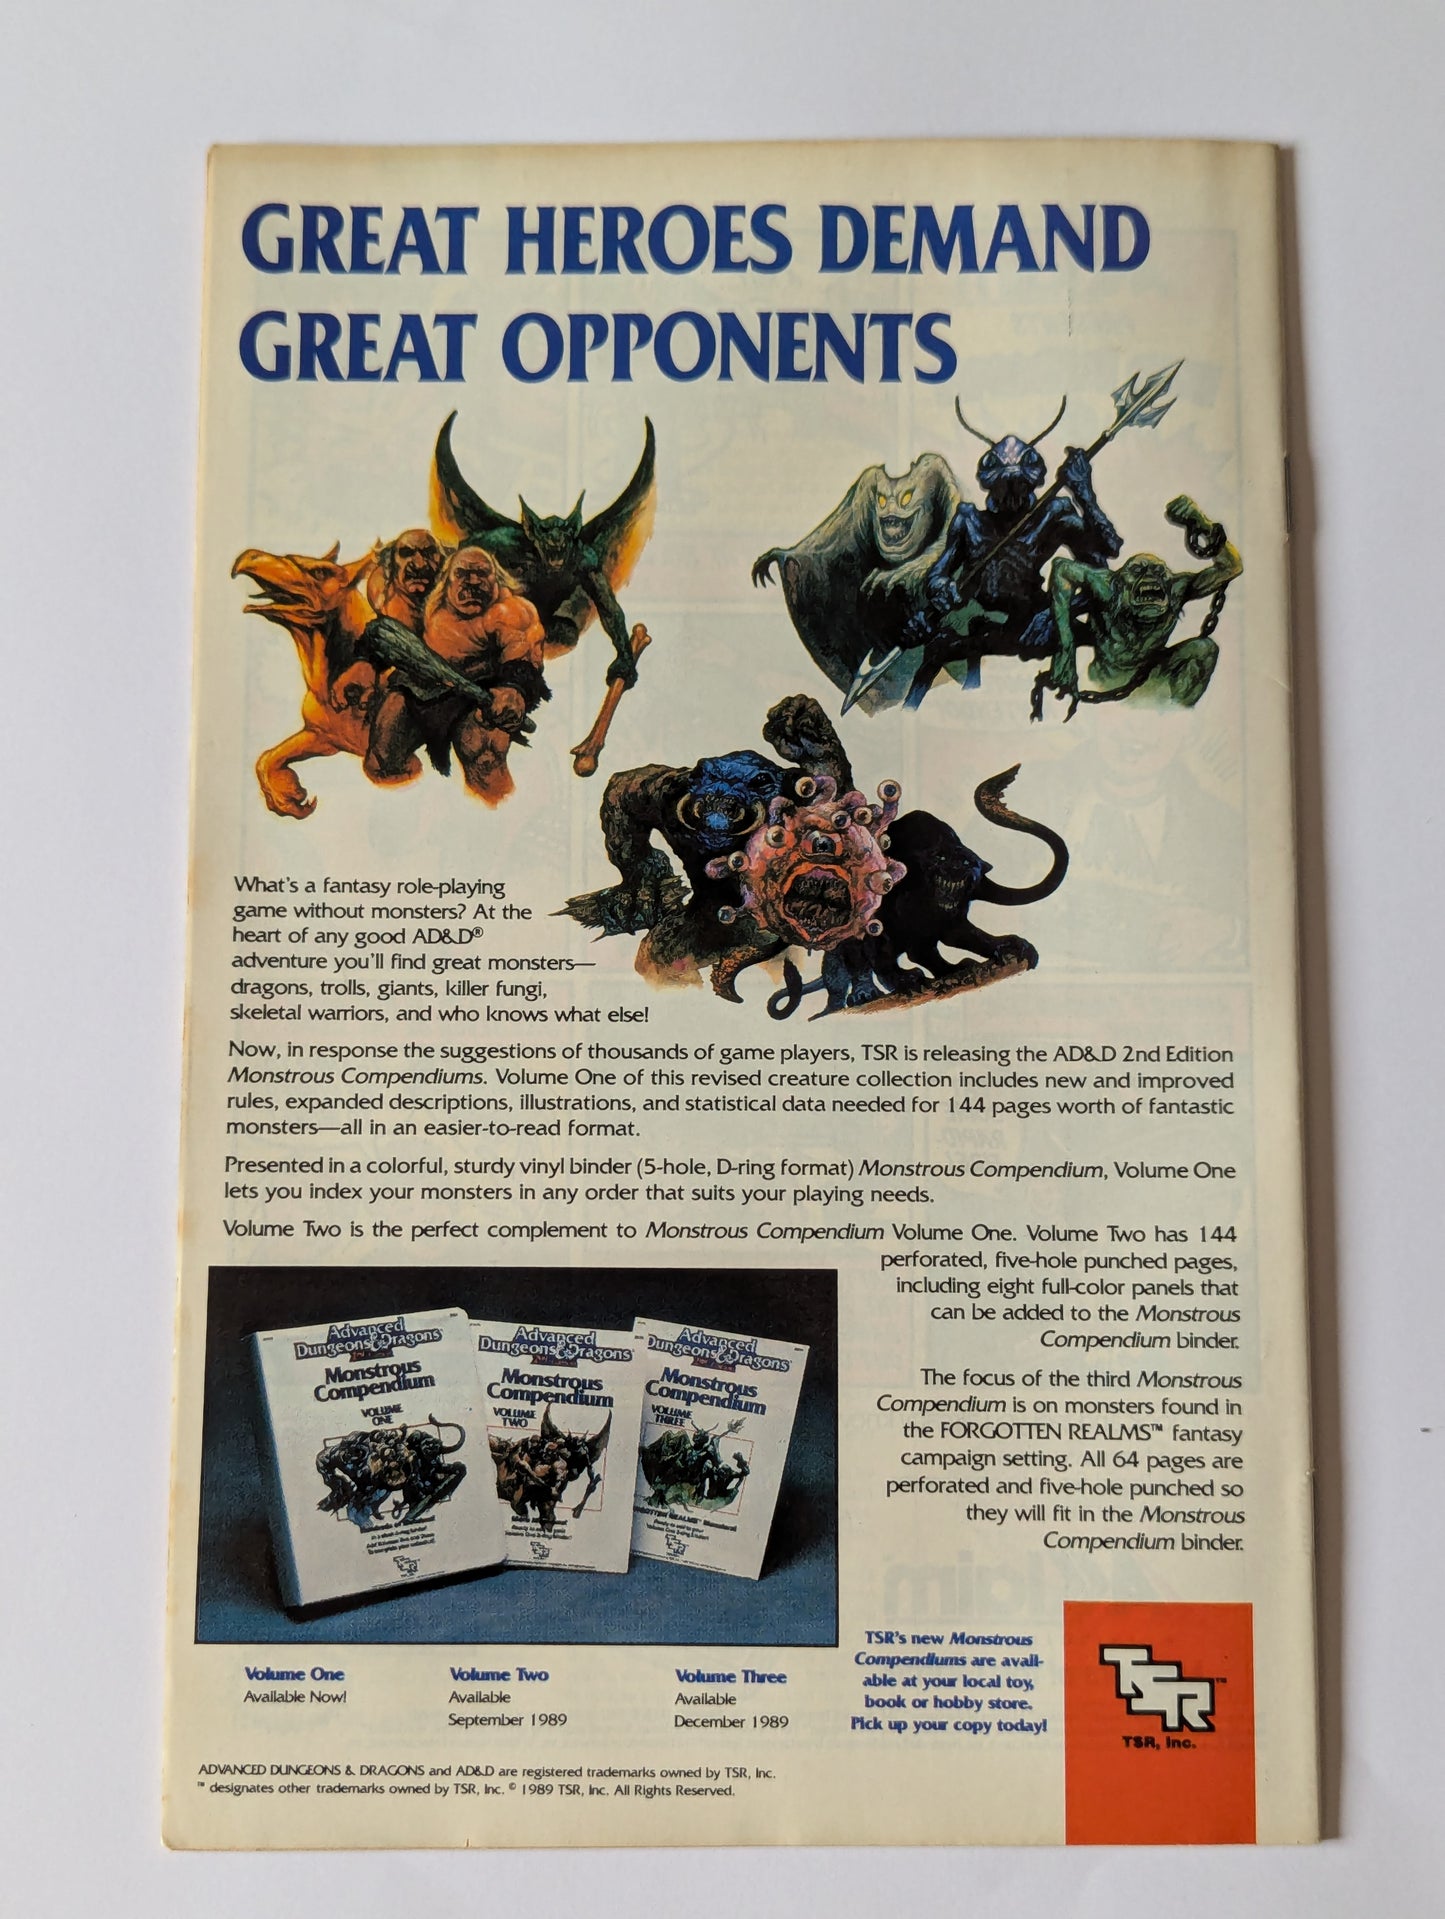 GREAT HEROES DEMAND
GREAT OPPONENTS
What's a fantasy role-playing
game without monsters? At the
heart of any good AD&D®
adventure you'll find great monsters—
dragons, trolls, giants, killer fungi,
skeletal warriors, and who knows what else!
Now, in response the suggestions of thousands of game players, TSR is releasing the AD&D 2nd Edition
Monstrous Compendiums. Volume One of this revised creature collection includes new and improved
rules, expanded descriptions, illustrations, and statistical data needed for 144 pages worth of fantastic
monsters—all in an easier-to-read format.
Presented in a colorful, sturdy vinyl binder (5-hole, D-ring format) Monstrous Compendium, Volume One
lets you index your monsters in any order that suits your playing needs.
Volume Two is the perfect complement to Monstrous Compendium Volume One. Volume Two has 144
perforated, five-hole punched pages,
including eight full-color panels that
can be added to the Monstrous
Compendium binder.
The focus of the third Monstrous
Compendium is on monsters found in
the FORGOTTEN REALMS™ fantasy
campaign setting. All 64 pages are
perforated and five-hole punched so
they will fit in the Monstrous
Compendium binder.
Advanced
Dungeons & Dragons
Monstrous
Compendium
VOLUME
ONE
TSR
Advanced
Dungeons & Dragons
Monstrous
Compendium
VOLUME
TWO
TSR
Advanced
Dungeons & Dragons
Monstrous
Compendium
VOLUME
THREE
TSR
Volume One
Available Now!
Volume Two
Available
September 1989
Volume Three
Available
December 1989
TSR's new Monstrous
Compendiums are avail-
able at your local toy,
book or hobby store.
Pick up your copy today!
TSR™
TSR, Inc.
ADVANCED DUNGEONS & DRAGONS and AD&D are registered trademarks owned by TSR, Inc.
™ designates other trademarks owned by TSR, Inc. © 1989 TSR, Inc. All Rights Reserved.